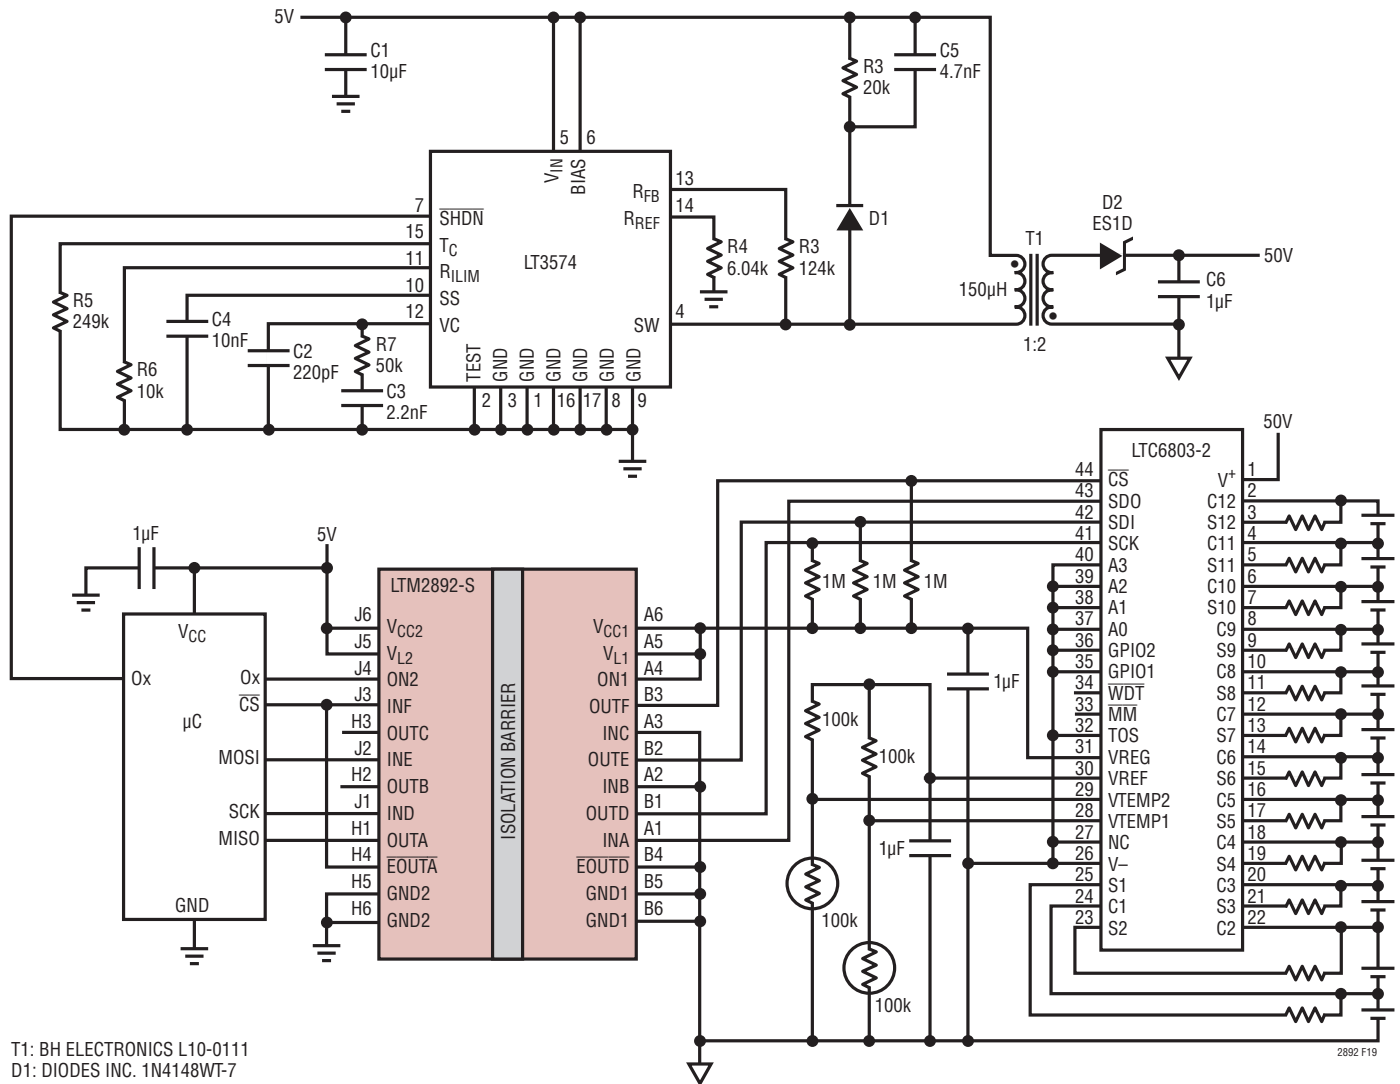 5V
C1
10µF
R3
20k
C5
4.7nF
5 6
VIN
BIAS
7
SHDN
15
TC
11
RILIM
10
SS
12
VC
LT3574
RFB
13
RREF
14
SW
4
R4
6.04k
R3
124k
D1
D2
ES1D
T1
150µH
1:2
C6
1µF
50V
R5
249k
R6
10k
C4
10nF
C2
220pF
R7
50k
C3
2.2nF
TEST
GND
GND
GND
GND
GND
GND
2 3 1 16 17 8 9
1µF
5V
VCC
Ox
µC
Ox
CS
MOSI
SCK
MISO
GND
LTM2892-S
ISOLATION BARRIER
J6 VCC2
J5 VL2
J4 ON2
J3 INF
H3 OUTC
J2 INE
H2 OUTB
J1 IND
H1 OUTA
H4 EOUTA
H5 GND2
H6 GND2
VCC1 A6
VL1 A5
ON1 A4
OUTF B3
INC A3
OUTE B2
INB A2
OUTD B1
INA A1
EOUTD B4
GND1 B5
GND1 B6
1M
1M
1M
1µF
100k
100k
1µF
100k
100k
50V
LTC6803-2
44 CS
43 SDO
42 SDI
41 SCK
40 A3
39 A2
38 A1
37 A0
36 GPIO2
35 GPIO1
34 WDT
33 MM
32 TOS
31 VREG
30 VREF
29 VTEMP2
28 VTEMP1
27 NC
26 V–
25 S1
24 C1
23 S2
V+ 1
C12 2
S12 3
C11 4
S11 5
C10 6
S10 7
C9 8
S9 9
C8 10
S8 11
C7 12
S7 13
C6 14
S6 15
C5 16
S5 17
C4 18
S4 19
C3 20
S3 21
C2 22
2892 F19
T1: BH ELECTRONICS L10-0111
D1: DIODES INC. 1N4148WT-7